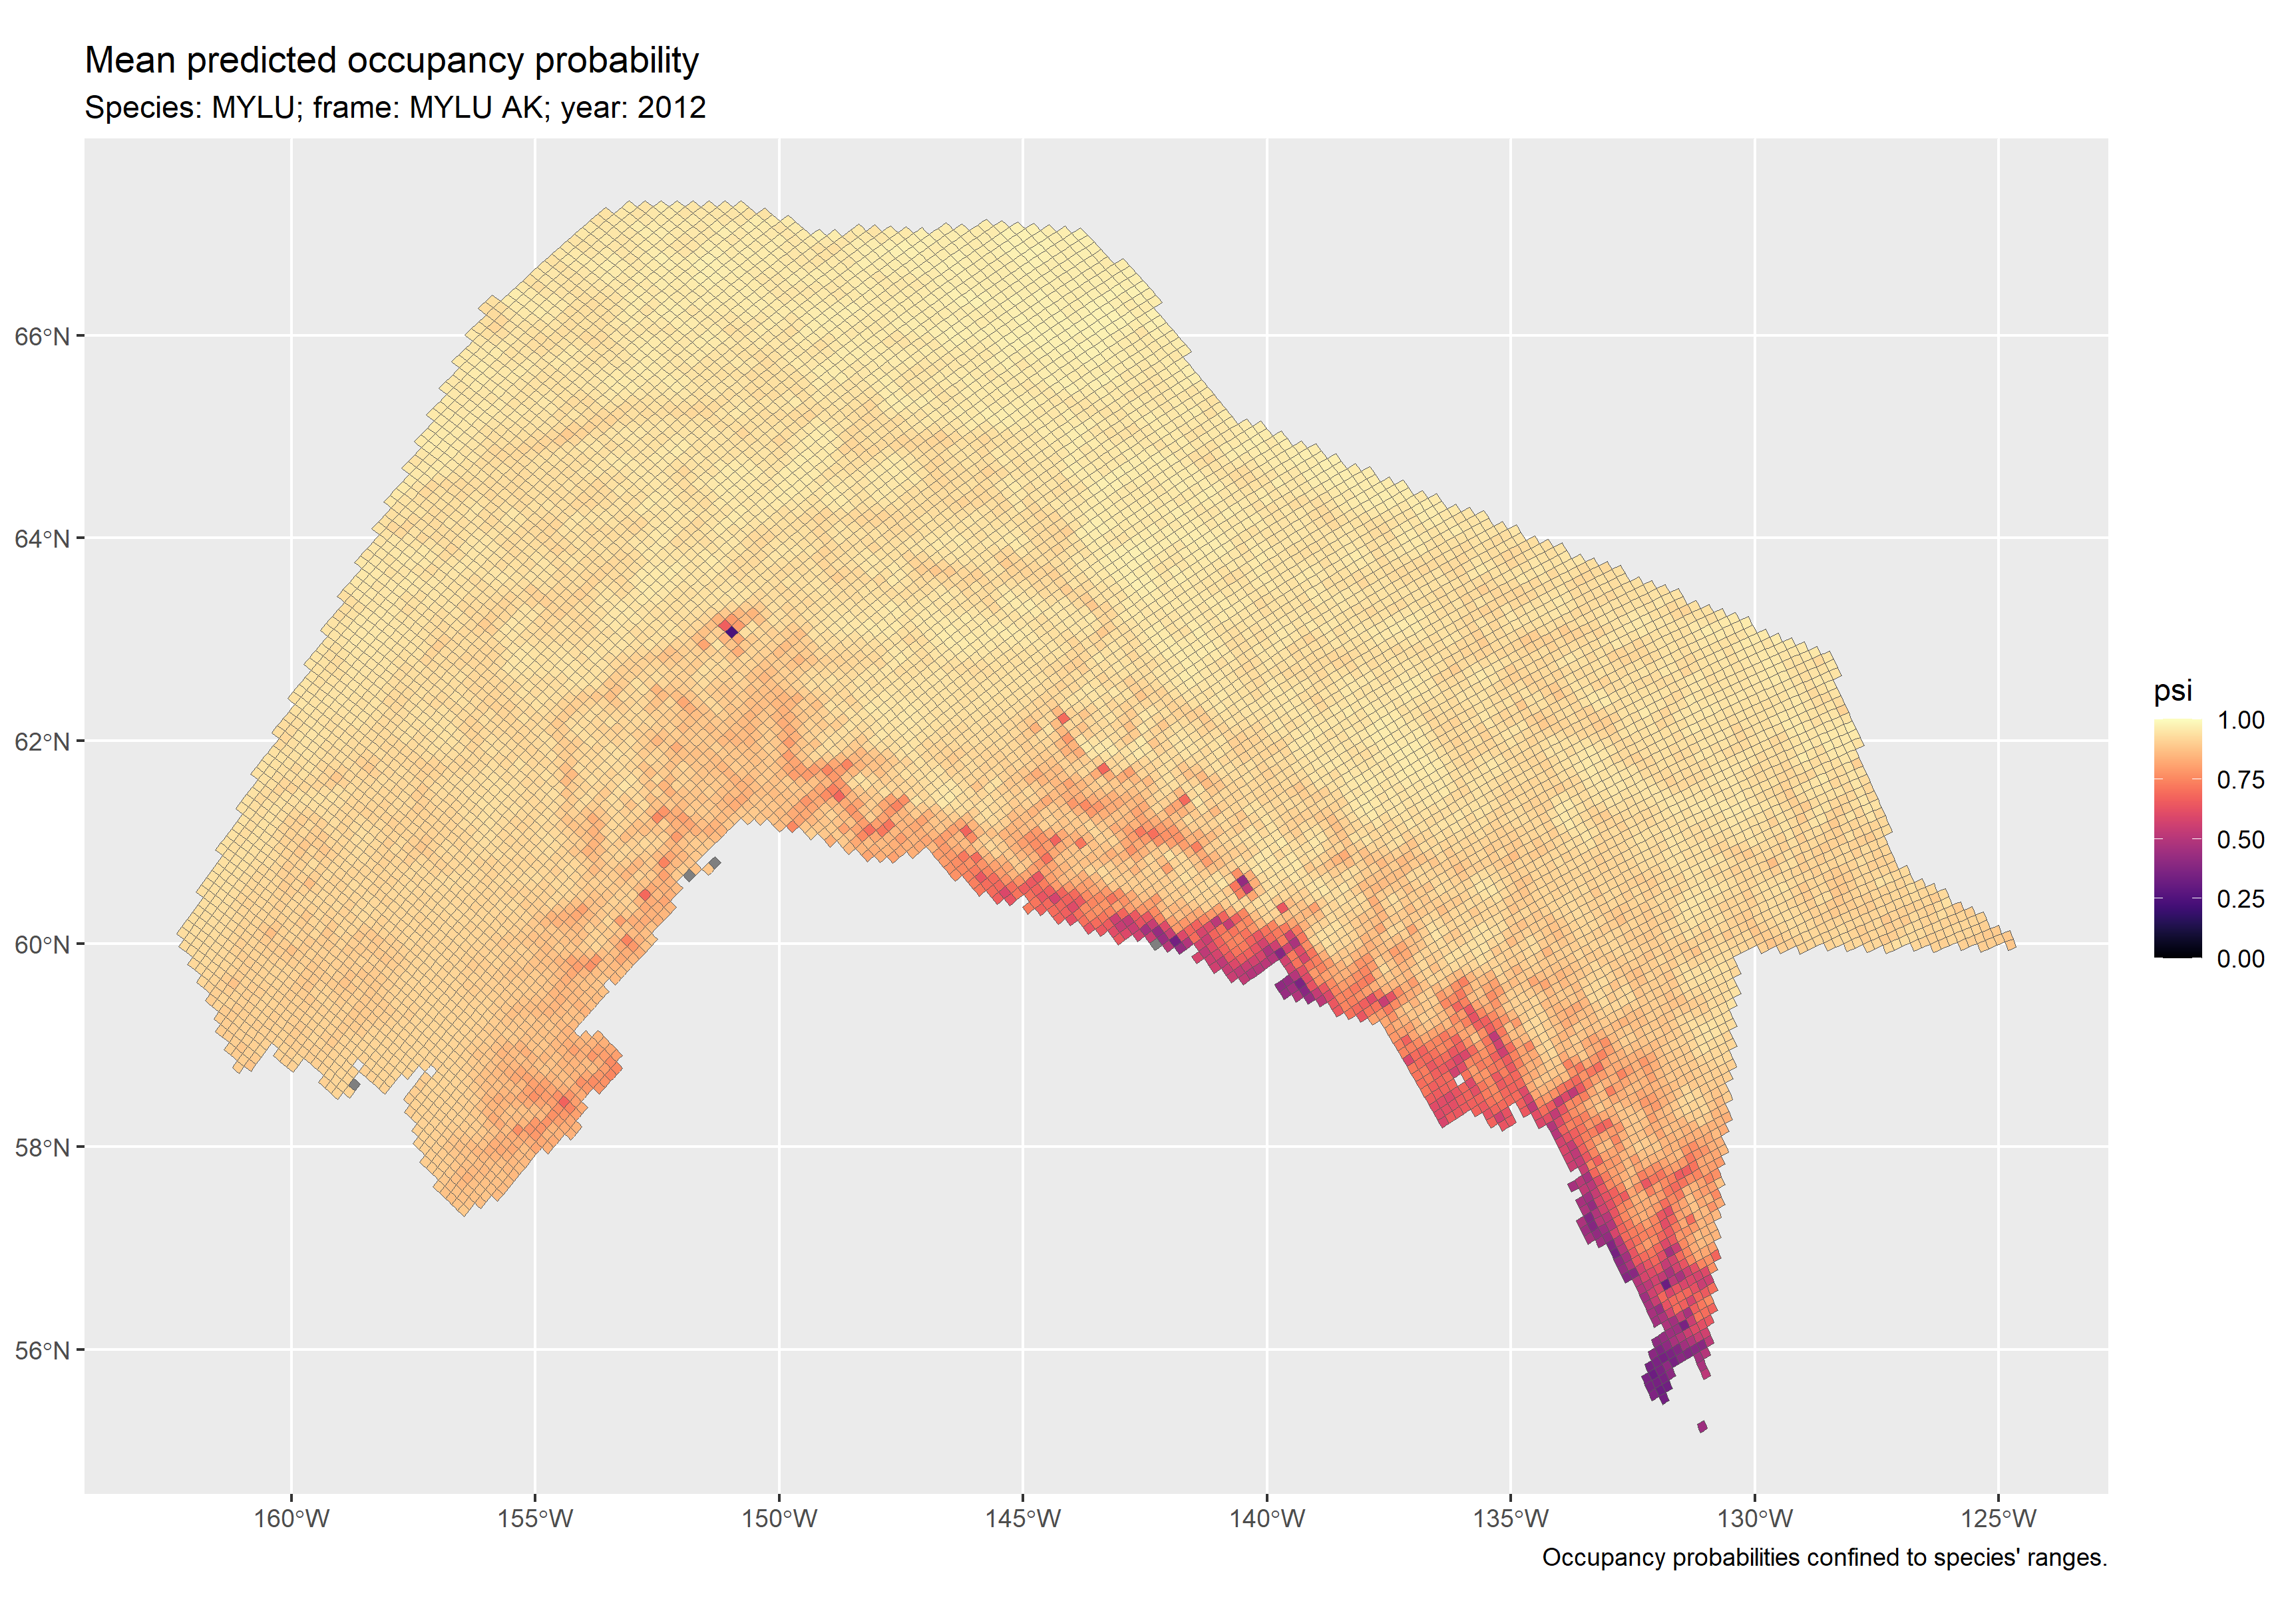 Mean predicted occupancy probability
Species: MYLU; frame: MYLU AK; year: 2012
66°N
64°N
62°N
60°N
58°N
56°N
160°W 155°W 150°W 145°W 140°W 135°W 130°W 125°W
psi
1.00
0.75
0.50
0.25
0.00
Occupancy probabilities confined to species' ranges.